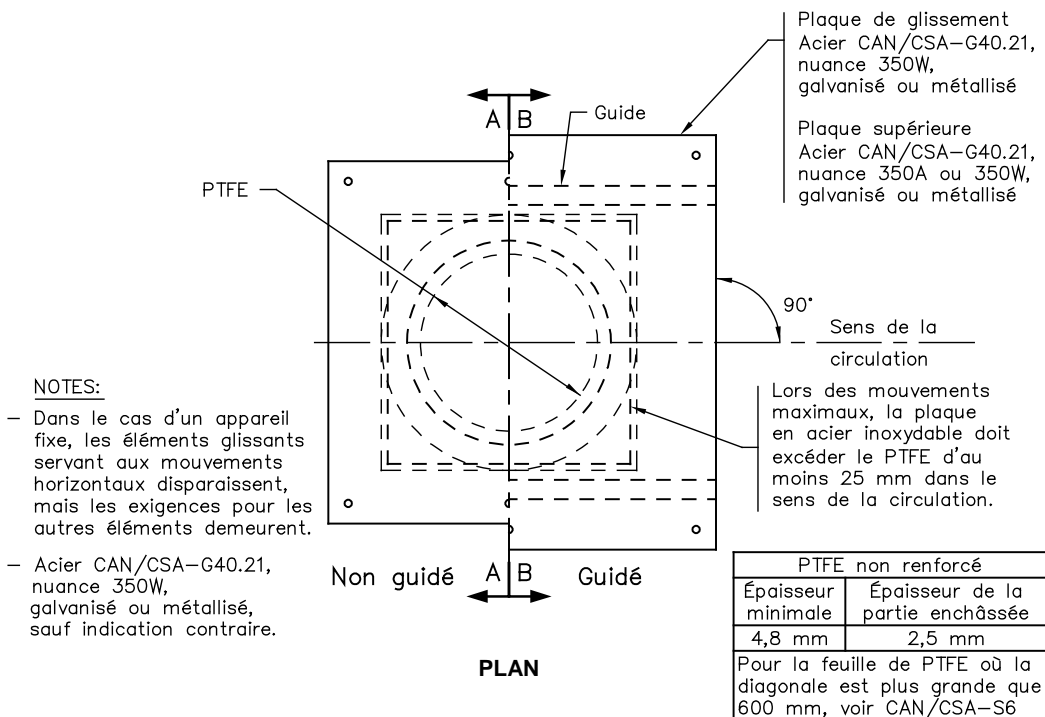 Plaque de glissement
Acier CAN/CSA-G40.21,
nuance 350W,
galvanisé ou métallisé
Plaque supérieure
Acier CAN/CSA-G40.21,
nuance 350A ou 350W,
galvanisé ou métallisé
A B
Guide
PTFE
90°
Sens de la
circulation
NOTES:
- Dans le cas d'un appareil
fixe, les éléments glissants
servant aux mouvements
horizontaux disparaissent,
mais les exigences pour les
autres éléments demeurent.
- Acier CAN/CSA-G40.21,
nuance 350W,
galvanisé ou métallisé,
sauf indication contraire.
Lors des mouvements
maximaux, la plaque
en acier inoxydable doit
excéder le PTFE d'au
moins 25 mm dans le
sens de la circulation.
Non guidé A B Guidé
PLAN
PTFE non renforcé
Épaisseur minimale
Épaisseur de la partie enchâssée
4,8 mm 2,5 mm
Pour la feuille de PTFE où la
diagonale est plus grande que
600 mm, voir CAN/CSA-S6